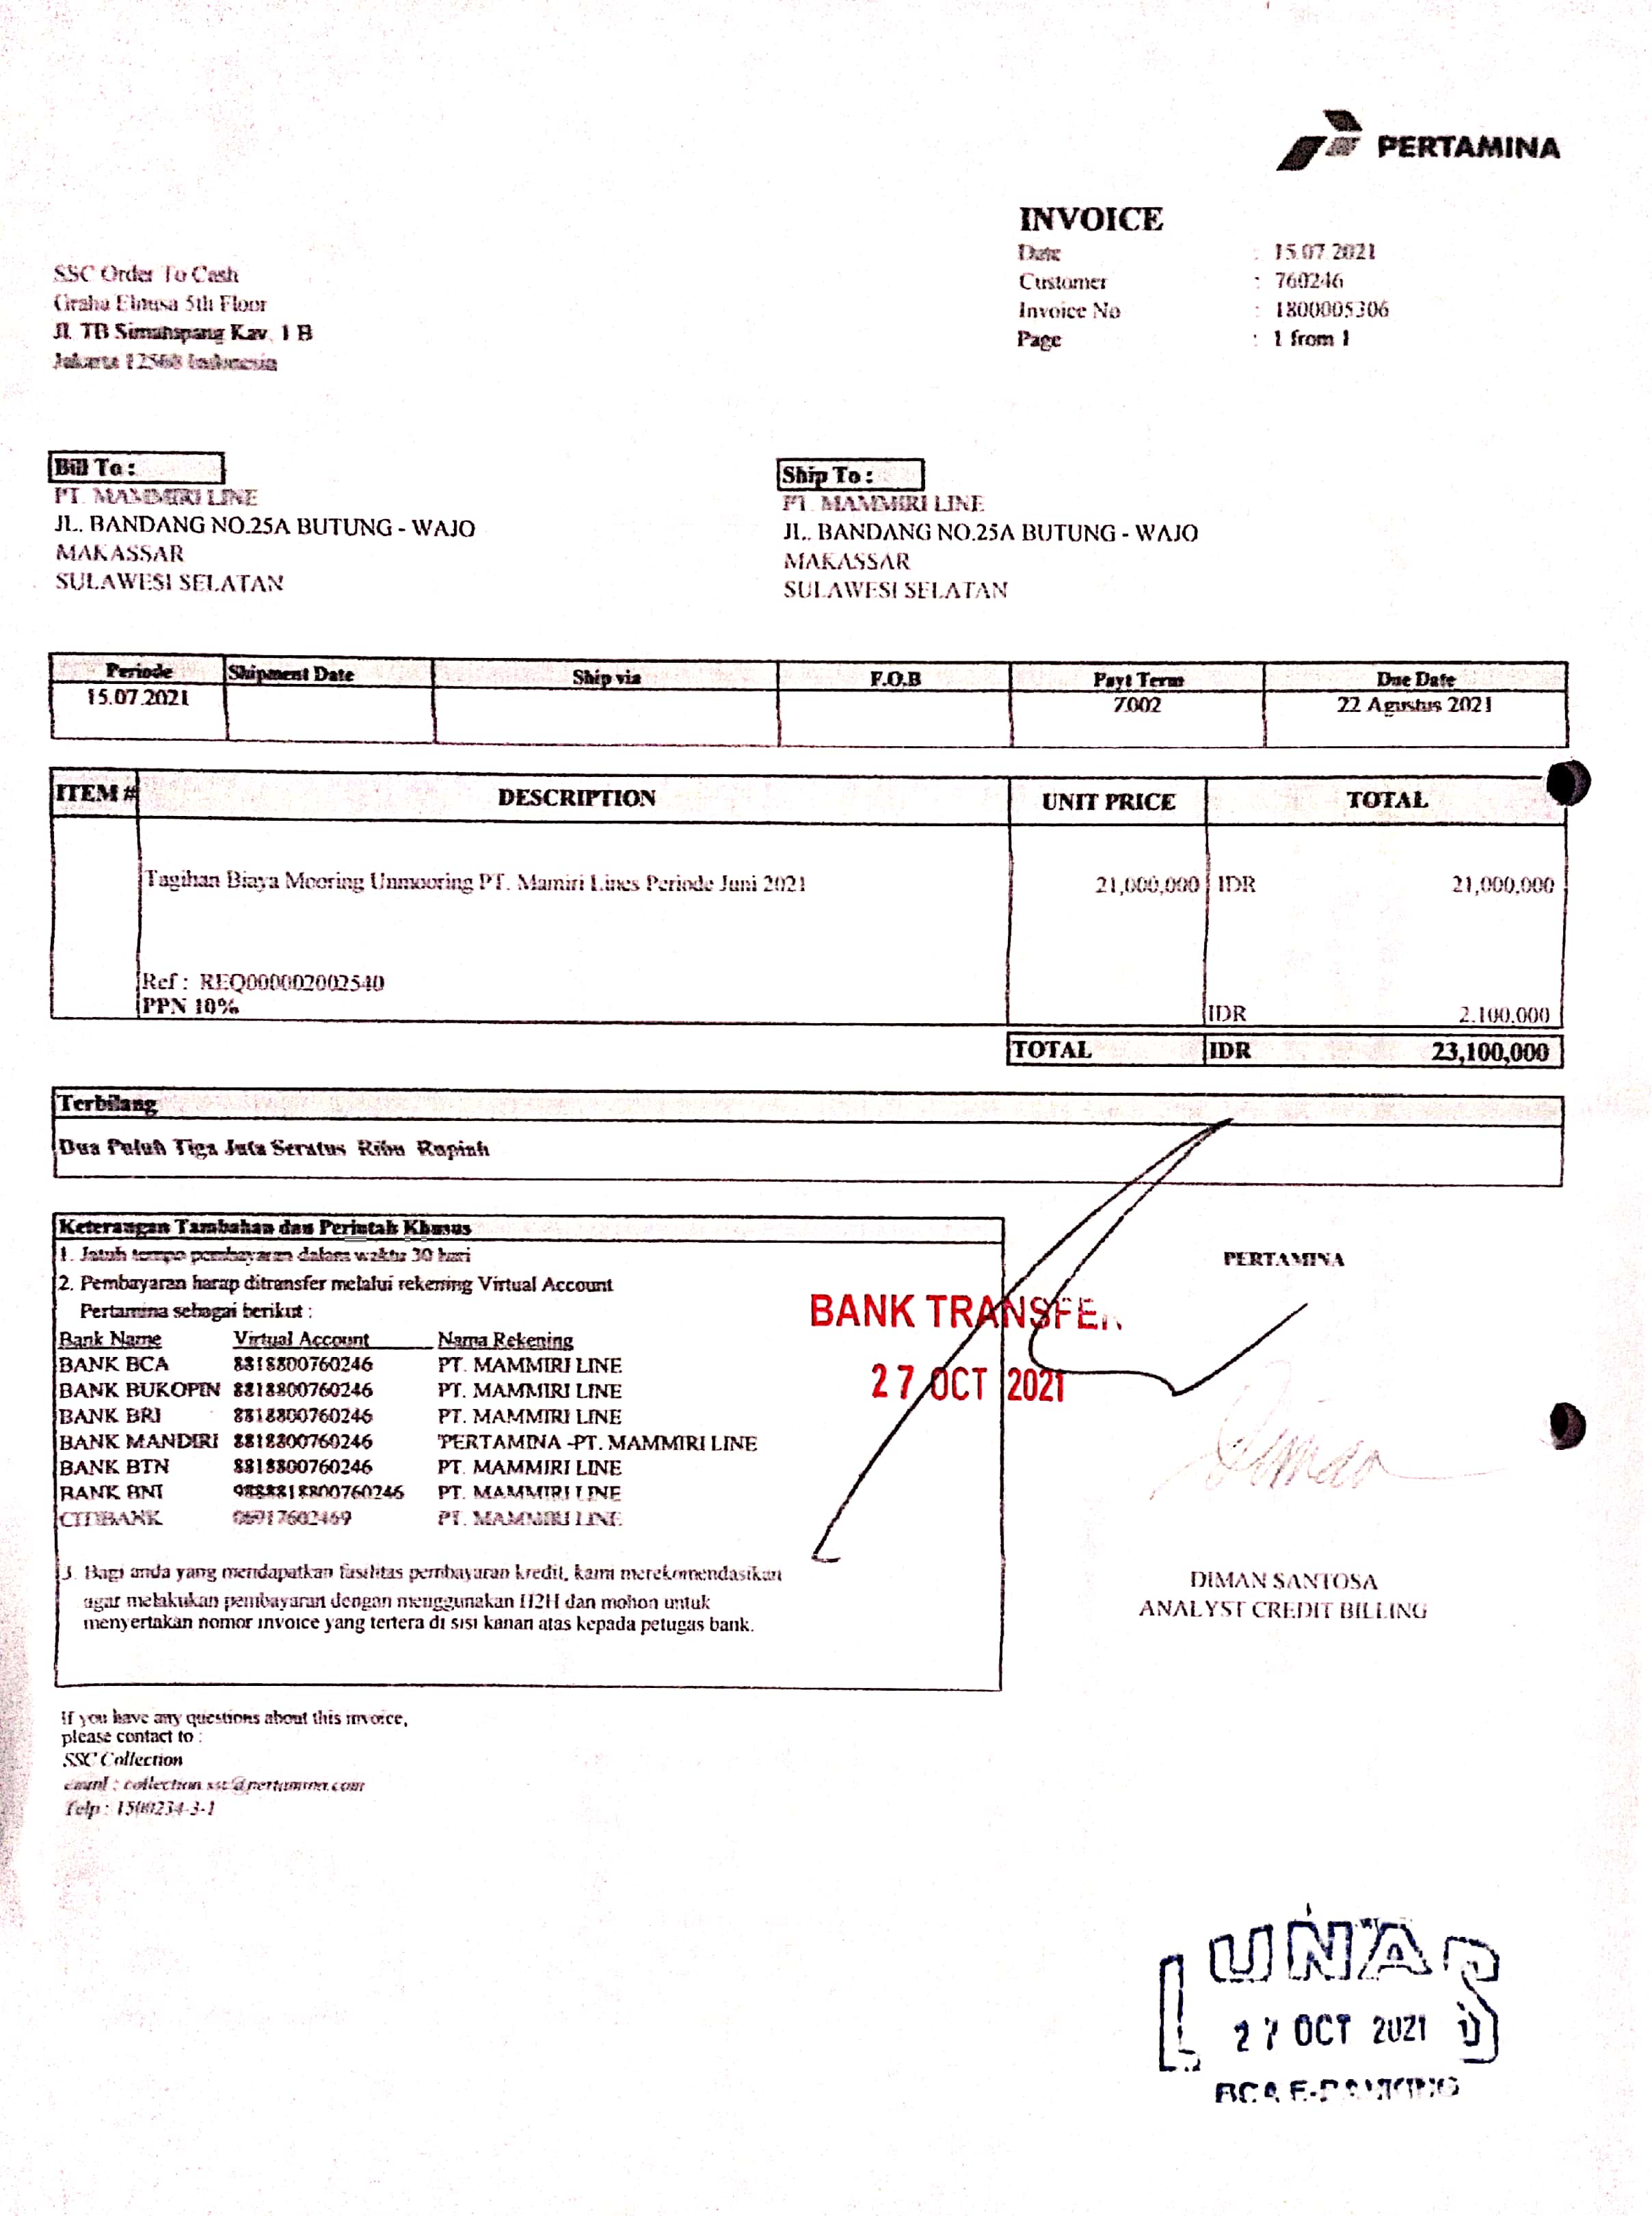 PERTAMINA
INVOICE
Date : 15.07.2021
Customer : 760246
Invoice No : 1800005306
Page : 1 from 1
SSC Order To Cash
Graha Elnusa 5th Floor
Jl. TB Simatupang Kav. 1 B
Jakarta 12560 Indonesia
Bill To :
PT. MAMMIRI LINE
JL. BANDANG NO.25A BUTUNG - WAJO
MAKASSAR
SULAWESI SELATAN
Ship To :
PT. MAMMIRI LINE
JL. BANDANG NO.25A BUTUNG - WAJO
MAKASSAR
SULAWESI SELATAN
Periode Shipment Date Ship via F.O.B Payt Term Due Date
15.07.2021 Z002 22 Agustus 2021
ITEM # DESCRIPTION UNIT PRICE TOTAL
Tagihan Biaya Mooring Unmooring PT. Mamiri Lines Periode Juni 2021 21,000,000 IDR 21,000,000
Ref : REQ000002002540
PPN 10% IDR 2.100,000
TOTAL IDR 23,100,000
Terbilang
Dua Puluh Tiga Juta Seratus Ribu Rupiah
Keterangan Tambahan dan Perintah Khusus
1. Jatuh tempo pembayaran dalam waktu 30 hari
2. Pembayaran harap ditransfer melalui rekening Virtual Account
Pertamina sebagai berikut :
Bank Name Virtual Account Nama Rekening
BANK BCA 8818800760246 PT. MAMMIRI LINE
BANK BUKOPIN 8818800760246 PT. MAMMIRI LINE
BANK BRI 8818800760246 PT. MAMMIRI LINE
BANK MANDIRI 8818800760246 PERTAMINA -PT. MAMMIRI LINE
BANK BTN 8818800760246 PT. MAMMIRI LINE
BANK BNI 9888818800760246 PT. MAMMIRI LINE
CITIBANK PT. MAMMIRI LINE
3. Bagi anda yang mendapatkan fasilitas pembayaran kredit, kami merekomendasikan
agar melakukan pembayaran dengan menggunakan H2H dan mohon untuk
menyertakan nomor invoice yang tertera di sisi kanan atas kepada petugas bank.
BANK TRANSFER
27 OCT 2021
PERTAMINA
DIMAN SANTOSA
ANALYST CREDIT BILLING
If you have any questions about this invoice,
please contact to :
SSC Collection
email : collection.ssc@pertamina.com
Telp : 1500234-3-1
LUNAS
27 OCT 2021
BCA E-BANKING